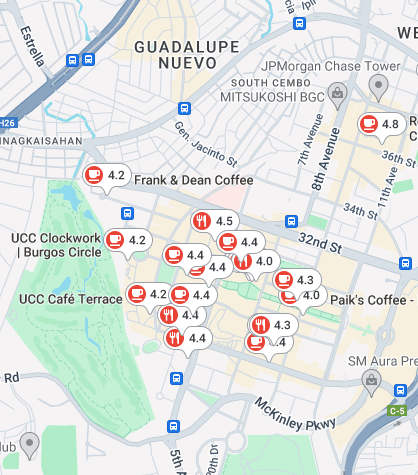 Estrella
GUADALUPE
NUEVO
WE
JPMorgan Chase Tower
SOUTH CEMBO
MITSUKOSHI BGC
H26
INAGKAISAHAN
Gen. Jacinto St
7th Avenue
8th Avenue
4.8
R
C
36th St
11th Ave
34th St
32nd St
4.2
Frank & Dean Coffee
4.5
UCC Clockwork
| Burgos Circle
4.2
4.4
4.4
4.0
4.4
4.3
UCC Café Terrace
4.2
4.4
4.0
Paik's Coffee -
4.4
4.3
4.4
.4
SM Aura Pre
Rd
C-5
McKinley Pkwy
lub
5th A